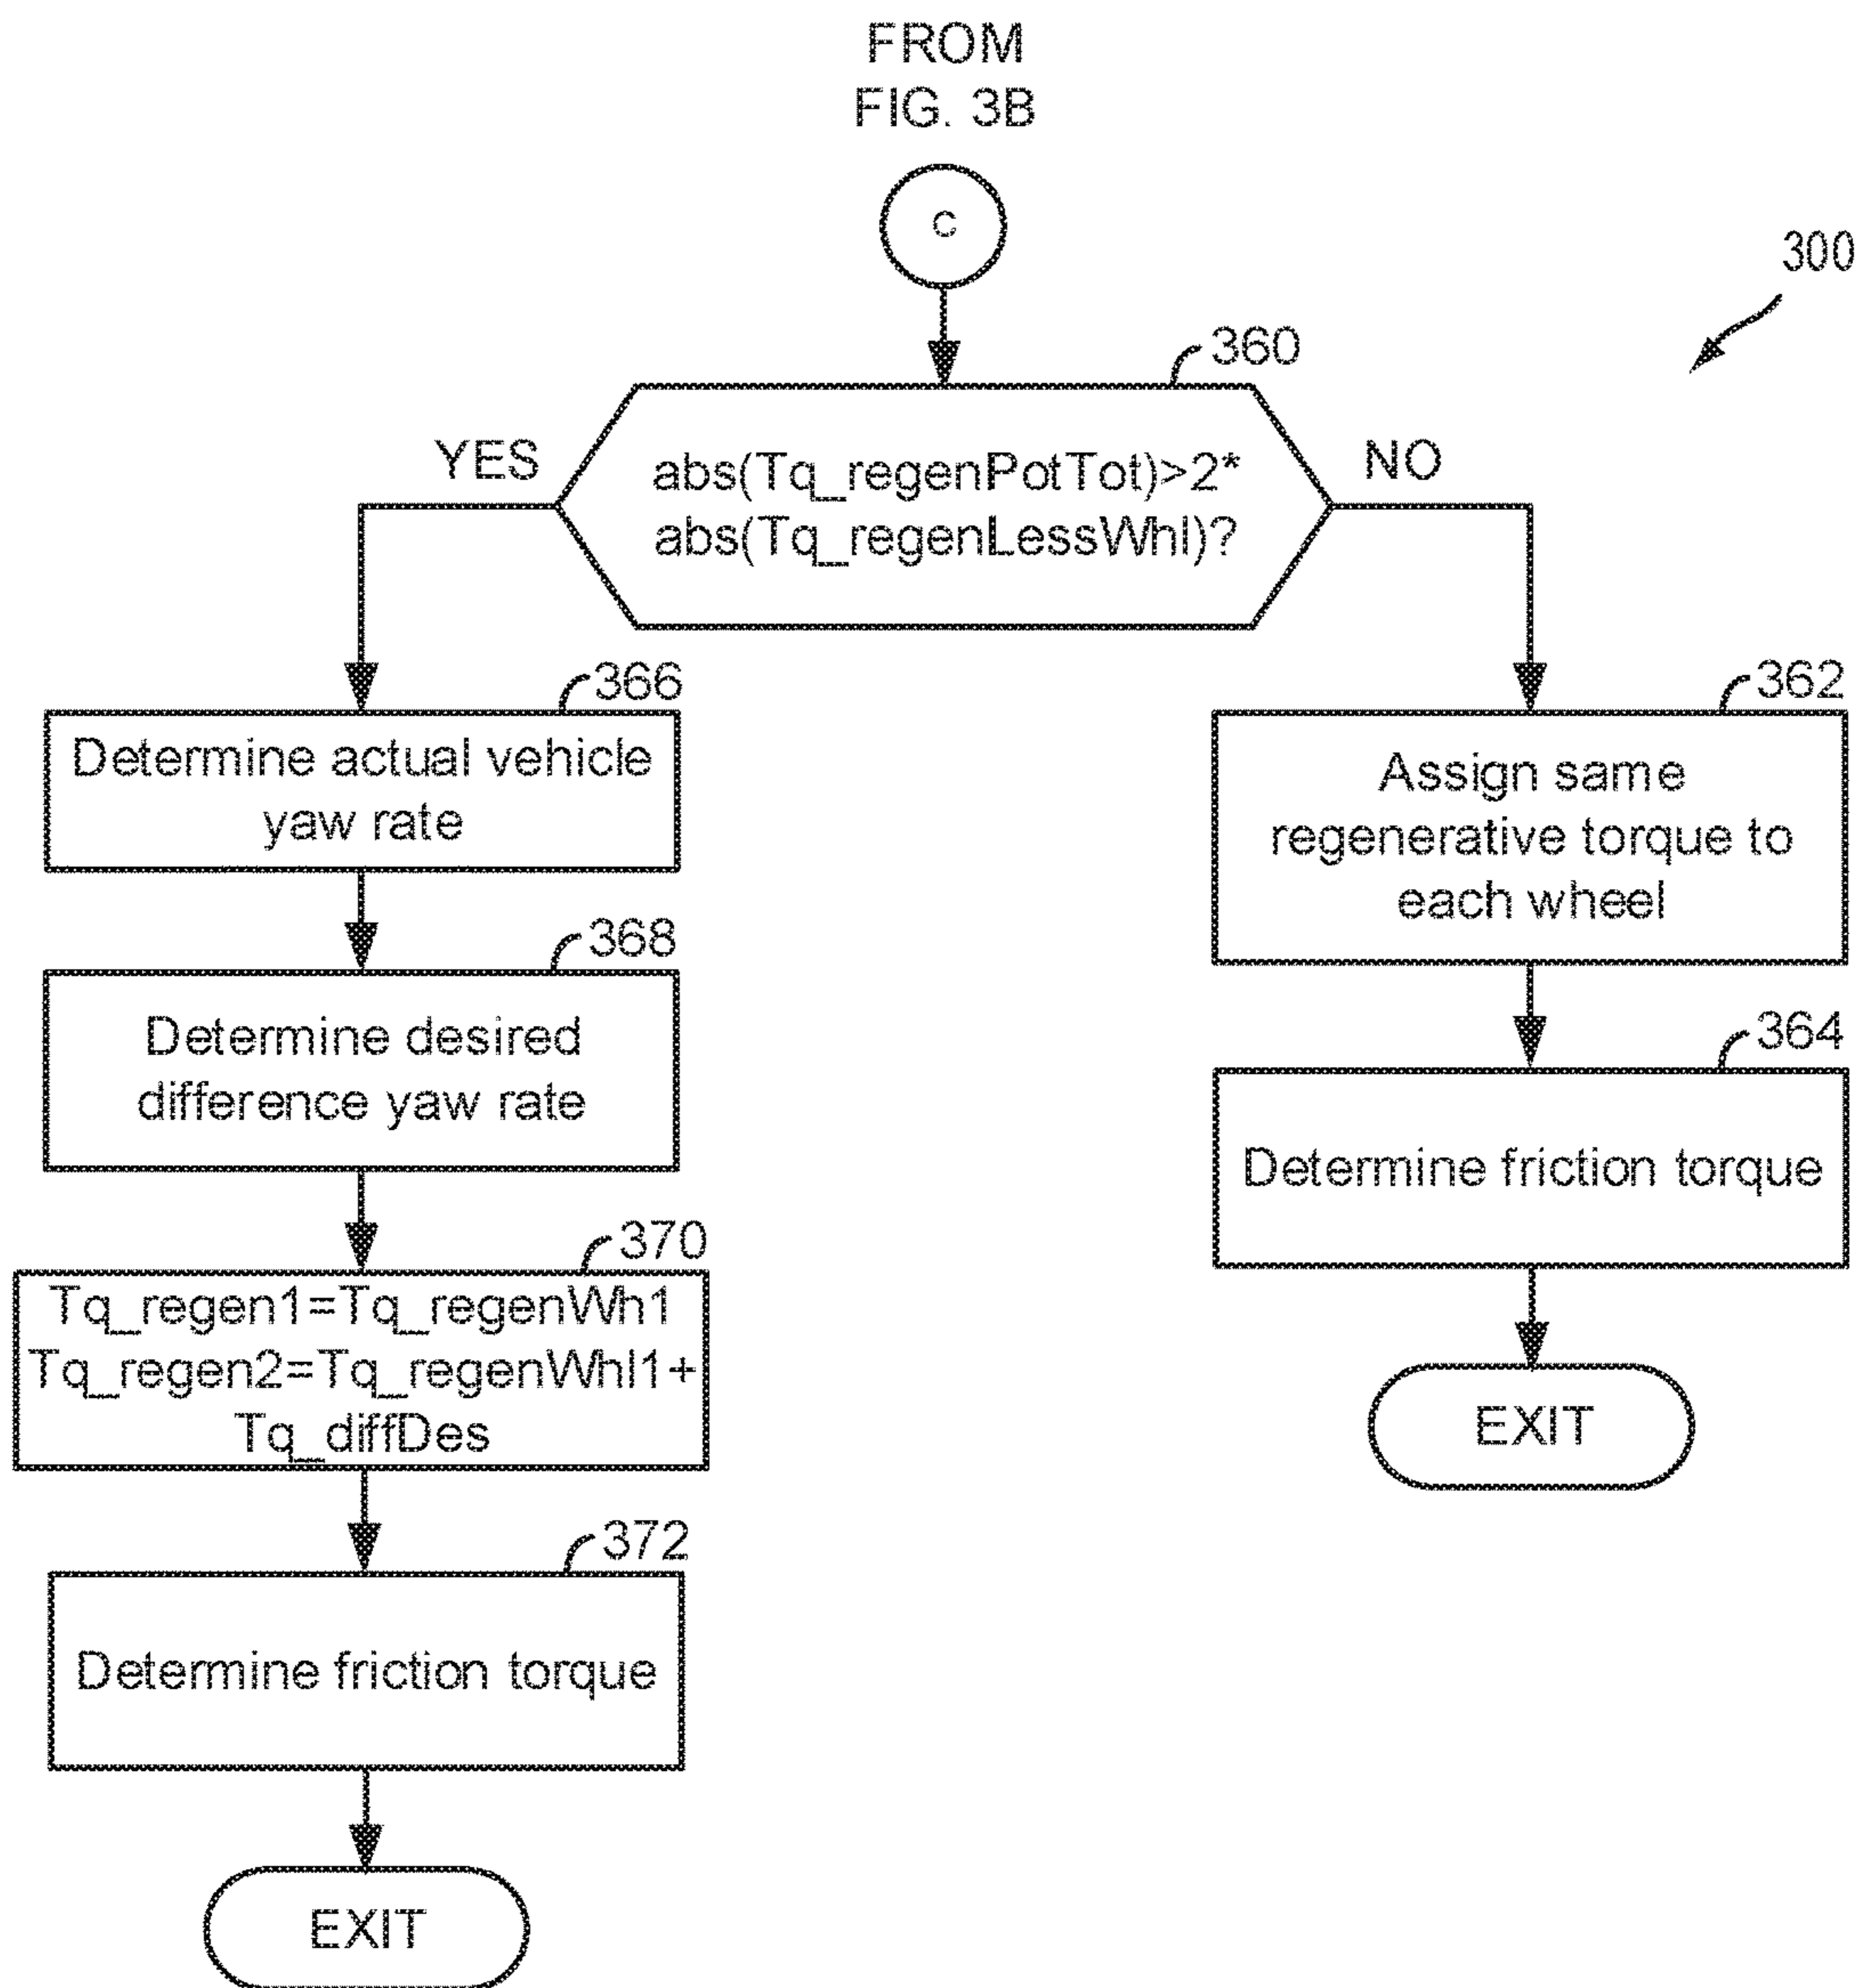 FROM
FIG. 3B
C
300
360
YES
abs(Tq_regenPotTot)>2*
abs(Tq_regenLessWhl)?
NO
366
Determine actual vehicle
yaw rate
368
Determine desired
difference yaw rate
370
Tq_regen1=Tq_regenWh1
Tq_regen2=Tq_regenWhl1+
Tq_diffDes
372
Determine friction torque
EXIT
362
Assign same
regenerative torque to
each wheel
364
Determine friction torque
EXIT